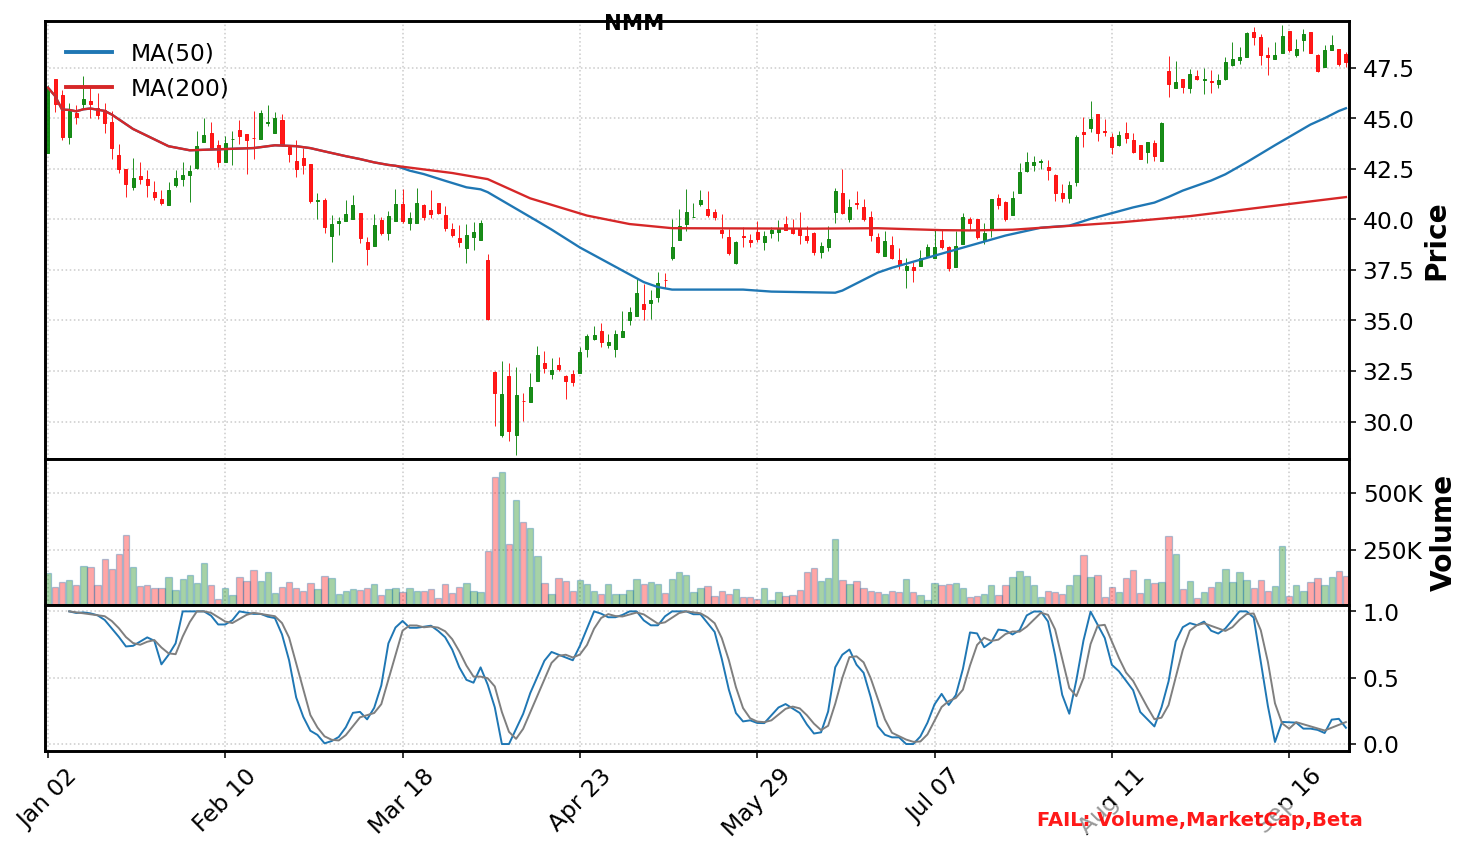 NMM
MA(50)
MA(200)
47.5
45.0
42.5
40.0
37.5
35.0
32.5
30.0
Price
500K
250K
Volume
1.0
0.5
0.0
Jan 02
Feb 10
Mar 18
Apr 23
May 29
Jul 07
Aug 11
Sep 16
FAIL: Volume,MarketCap,Beta